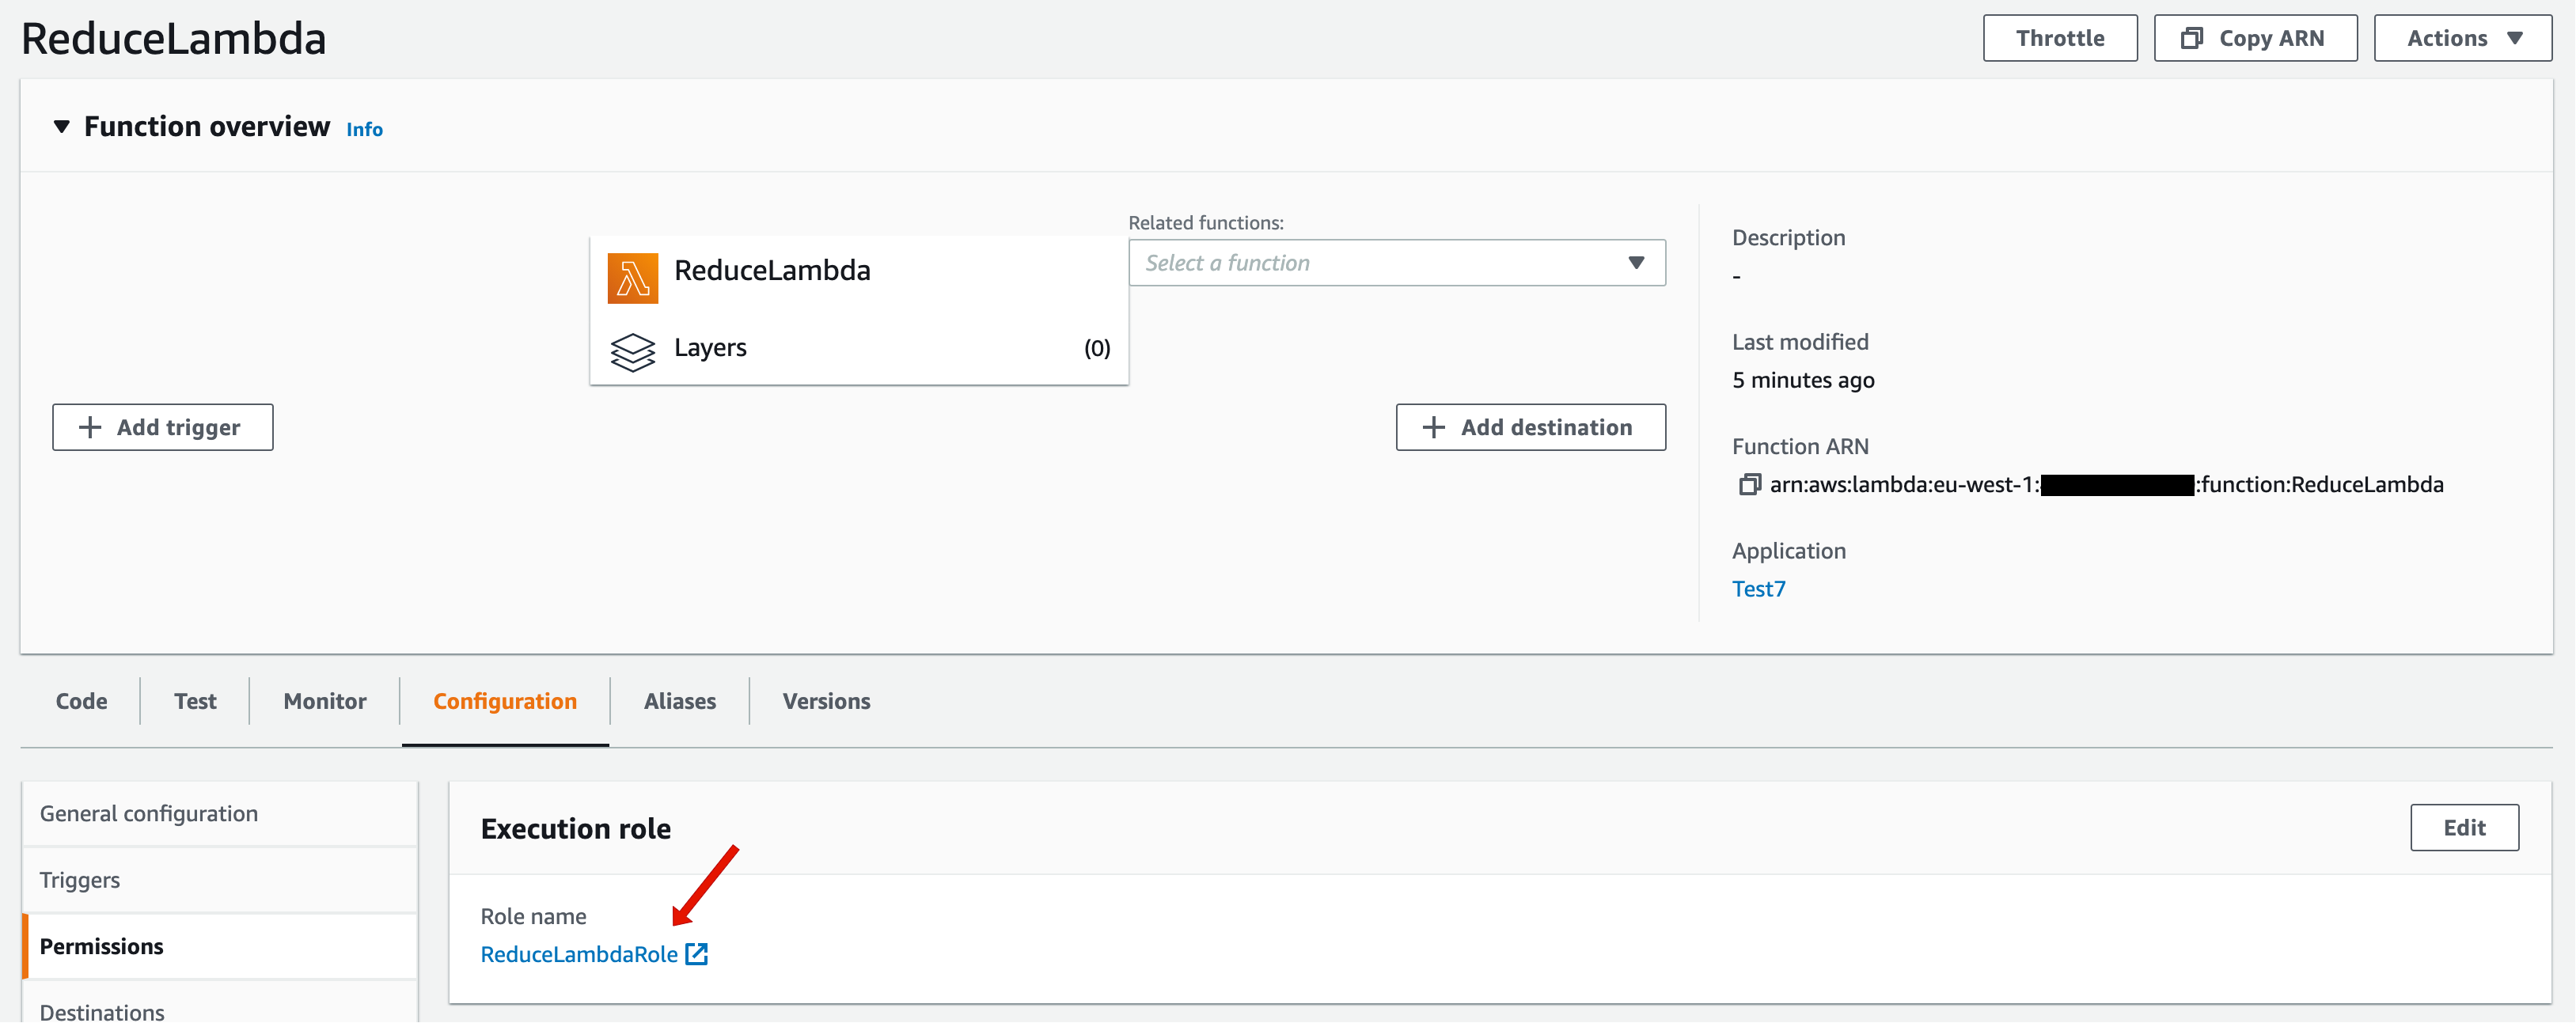 ReduceLambda
Throttle
Copy ARN
Actions
Function overview Info
Related functions:
ReduceLambda
Select a function
Layers (0)
Add trigger
Add destination
Description
-
Last modified
5 minutes ago
Function ARN
arn:aws:lambda:eu-west-1: :function:ReduceLambda
Application
Test7
Code
Test
Monitor
Configuration
Aliases
Versions
General configuration
Triggers
Permissions
Destinations
Execution role
Edit
Role name
ReduceLambdaRole